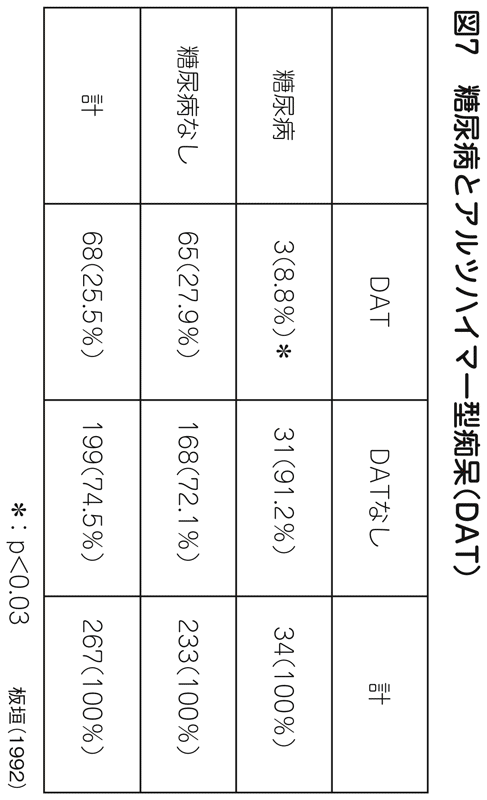 図7 糖尿病とアルツハイマー型痴呆(DAT)
DAT DATなし 計
糖尿病 3(8.8%)* 31(91.2%) 34(100%)
糖尿病なし 65(27.9%) 168(72.1%) 233(100%)
計 68(25.5%) 199(74.5%) 267(100%)
*：p<0.03 板垣(1992)